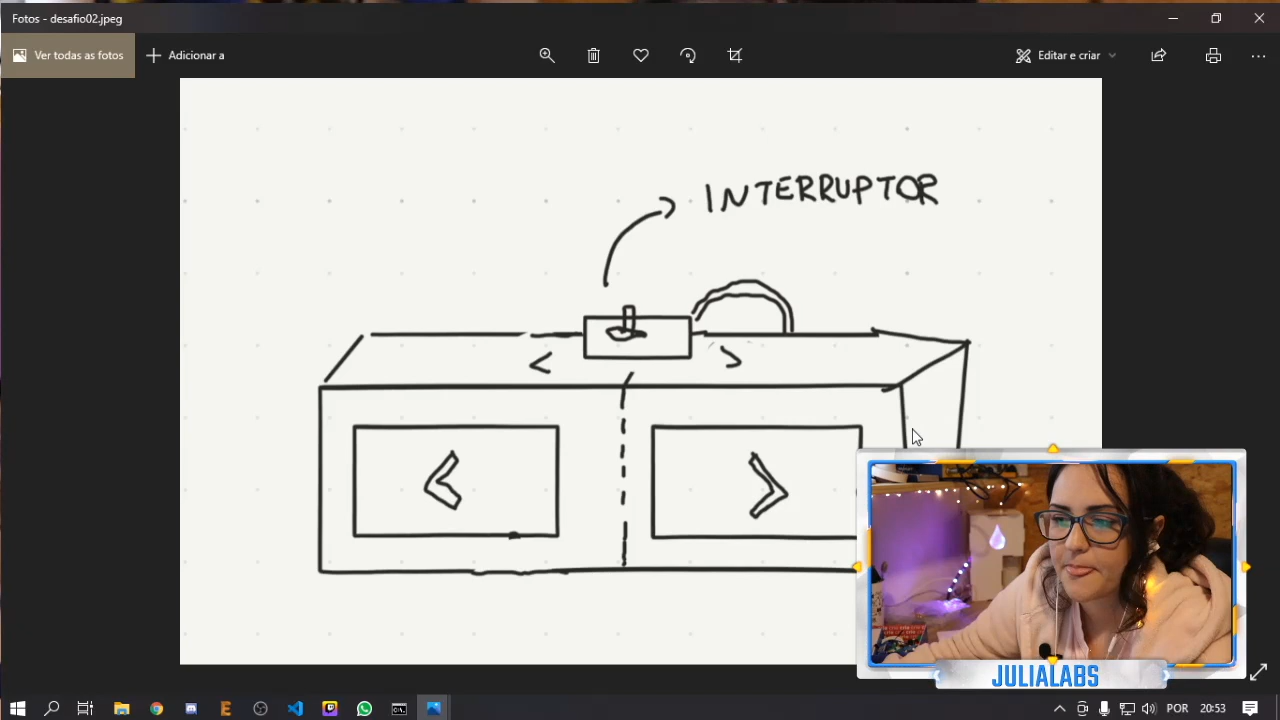 Fotos - desafio02.jpeg
Ver todas as fotos
Adicionar a
Editar e criar
INTERRUPTOR
JULIALABS
POR
20:53